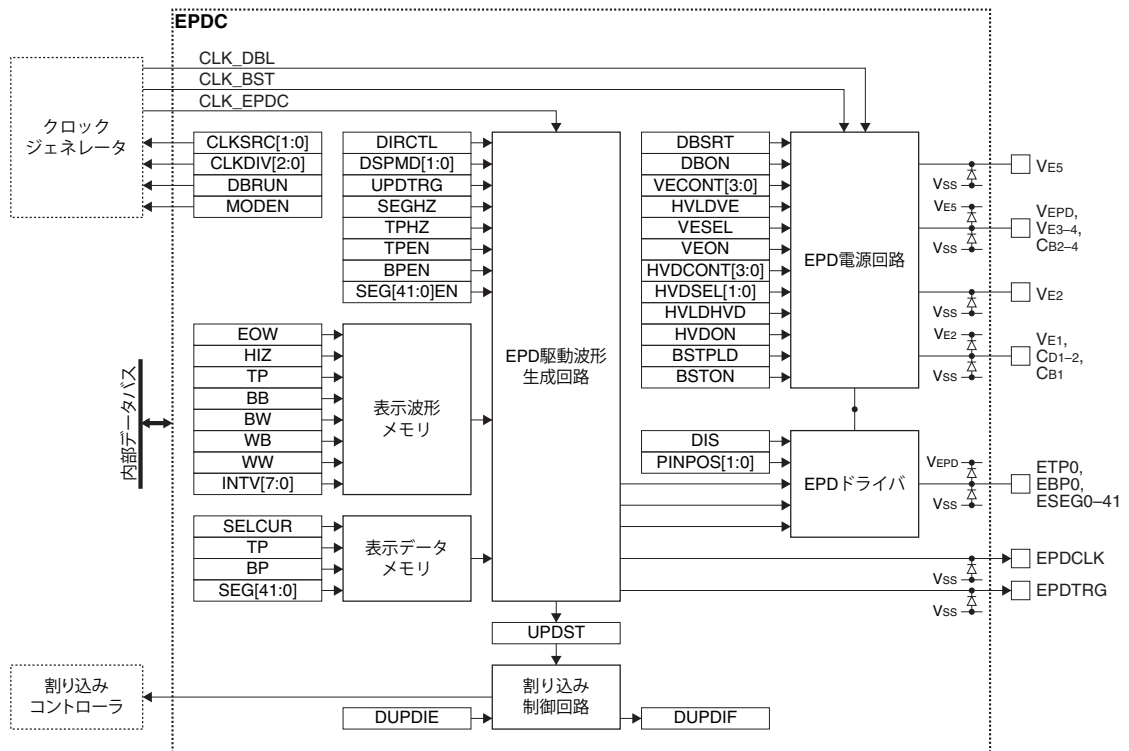 EPDC
CLK_DBL
CLK_BST
CLK_EPDC
クロック
ジェネレータ
CLKSRC[1:0]
CLKDIV[2:0]
DBRUN
MODEN
DIRCTL
DSPMD[1:0]
UPDTRG
SEGHZ
TPHZ
TPEN
BPEN
SEG[41:0]EN
DBSRT
DBON
VECONT[3:0]
HVLDVE
VESEL
VEON
HVDCONT[3:0]
HVDSEL[1:0]
HVLDHVD
HVDON
BSTPLD
BSTON
EPD電源回路
VSS
VE5
VE5
VSS
VEPD,
VE3–4,
CB2–4
VSS
VE2
VE2
VSS
VE1,
CD1–2,
CB1
内部データバス
EOW
HIZ
TP
BB
BW
WB
WW
INTV[7:0]
表示波形
メモリ
EPD駆動波形
生成回路
DIS
PINPOS[1:0]
EPDドライバ
VEPD
VSS
ETP0,
EBP0,
ESEG0–41
SELCUR
TP
BP
SEG[41:0]
表示データ
メモリ
VSS
EPDCLK
VSS
EPDTRG
UPDST
割り込み
コントローラ
割り込み
制御回路
DUPDIE
DUPDIF